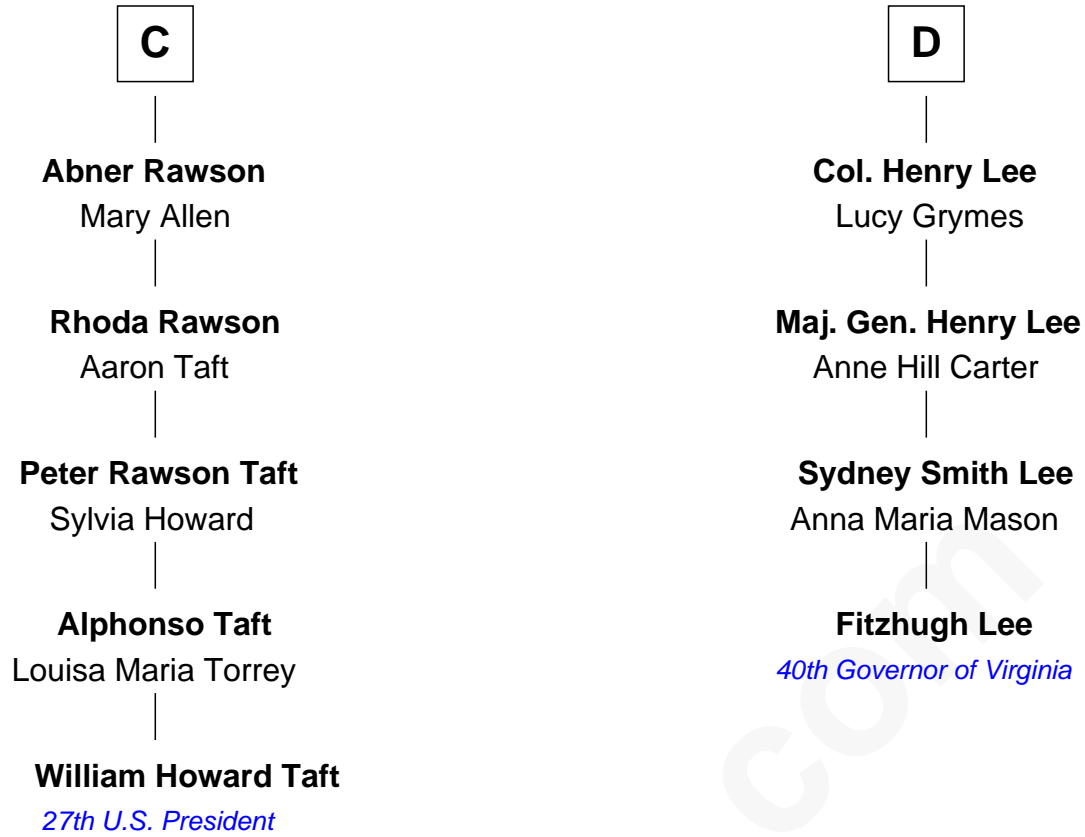 C
Abner Rawson
Mary Allen
Rhoda Rawson
Aaron Taft
Peter Rawson Taft
Sylvia Howard
Alphonso Taft
Louisa Maria Torrey
William Howard Taft
27th U.S. President
D
Col. Henry Lee
Lucy Grymes
Maj. Gen. Henry Lee
Anne Hill Carter
Sydney Smith Lee
Anna Maria Mason
Fitzhugh Lee
40th Governor of Virginia
com